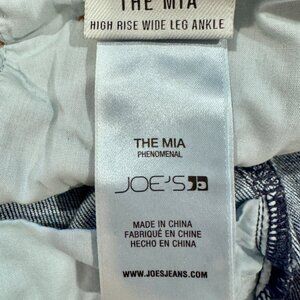 THE MIA
HIGH RISE WIDE LEG ANKLE
THE MIA
PHENOMENAL
JOE'S
MADE IN CHINA
FABRIQUÉ EN CHINE
HECHO EN CHINA
WWW.JOESJEANS.COM